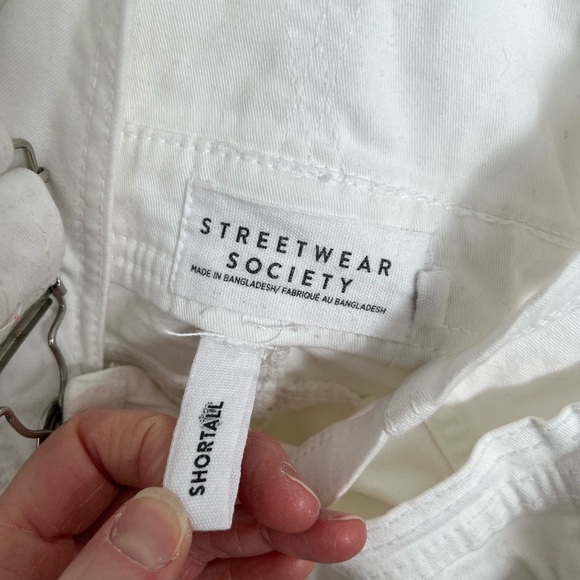 STREETWEAR
SOCIETY
MADE IN BANGLADESH/ FABRIQUÉ AU BANGLADESH
SHORTALL